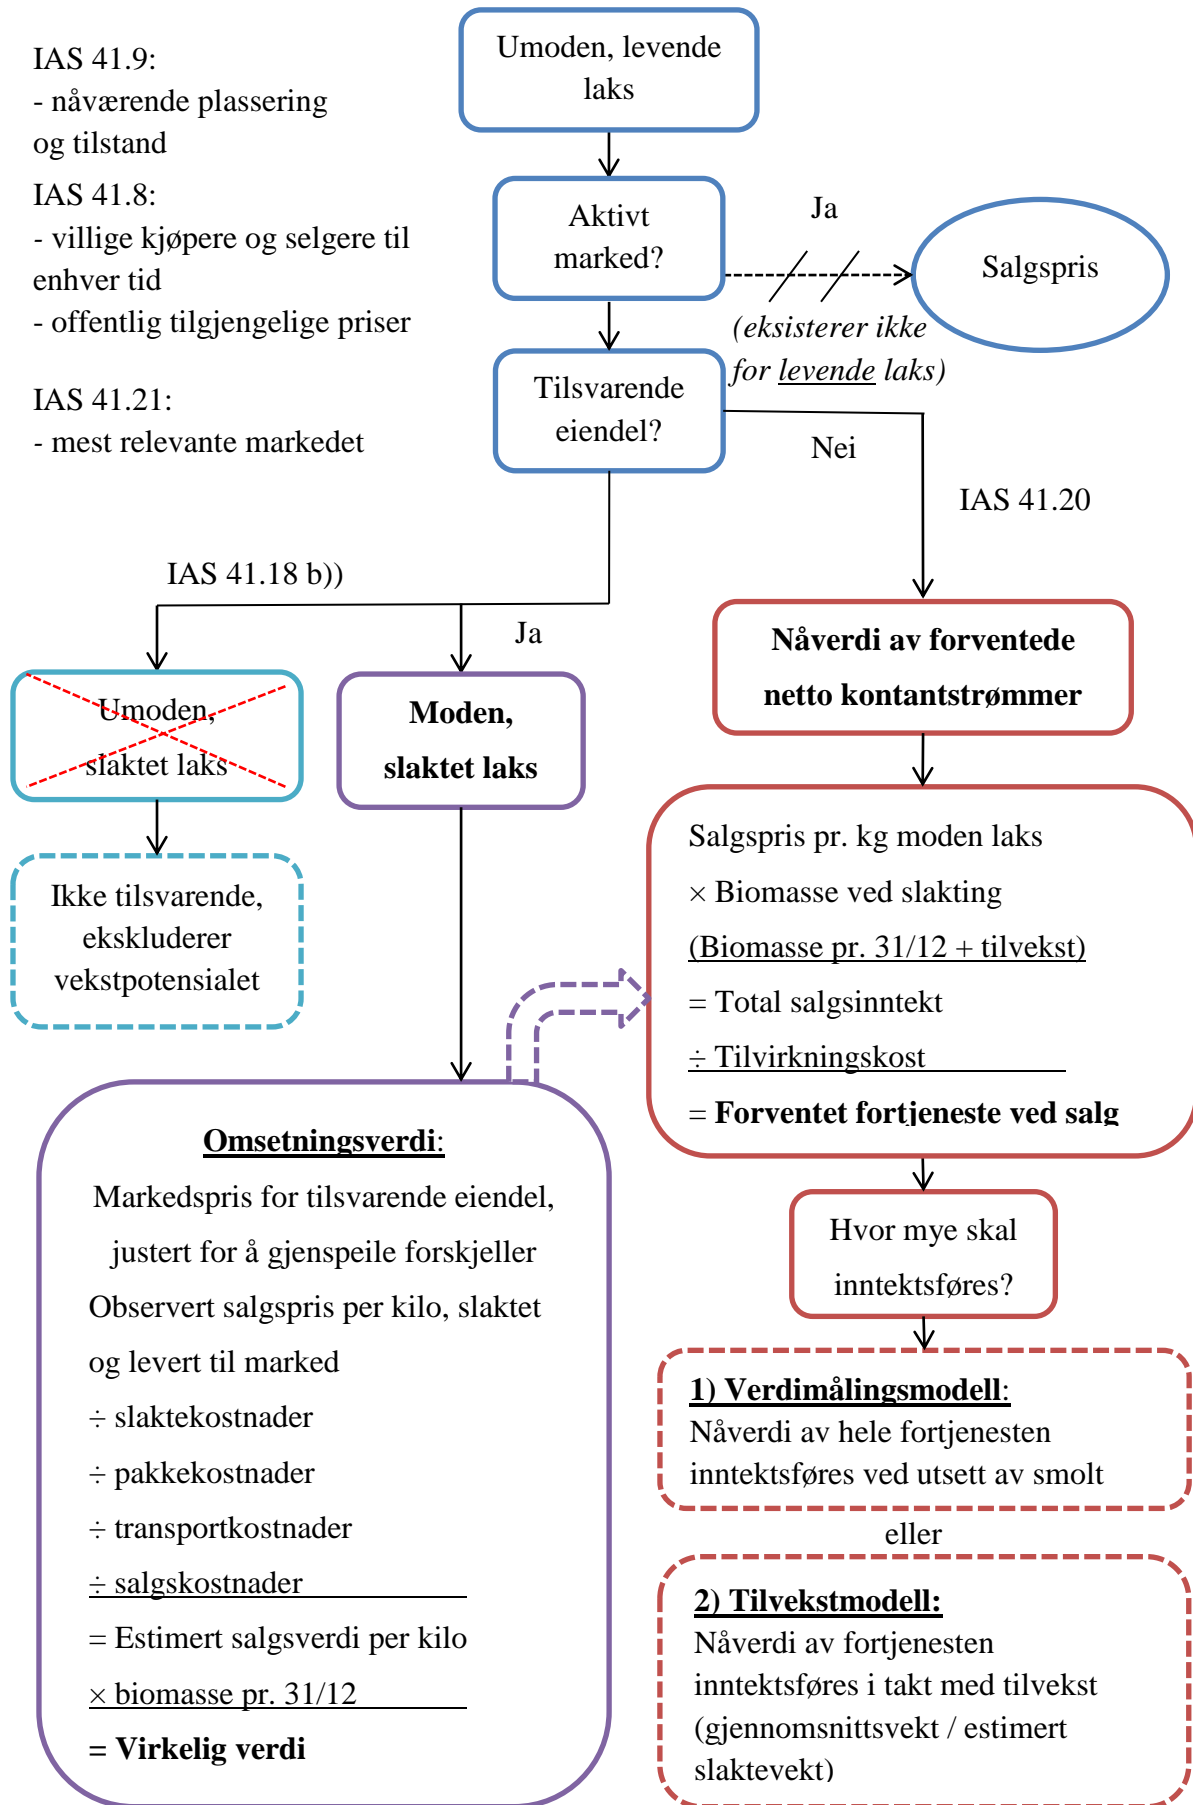 IAS 41.9:
- nåværende plassering
og tilstand
IAS 41.8:
- villige kjøpere og selgere til
enhver tid
- offentlig tilgjengelige priser
IAS 41.21:
- mest relevante markedet
Umoden, levende
laks
Aktivt
marked?
Ja
(eksisterer ikke
for levende laks)
Salgspris
Tilsvarende
eiendel?
Nei
IAS 41.20
IAS 41.18 b))
Ja
Umoden,
slaktet laks
Ikke tilsvarende,
ekskluderer
vekstpotensialet
Moden,
slaktet laks
Omsetningsverdi:
Markedspris for tilsvarende eiendel,
justert for å gjenspeile forskjeller
Observert salgspris per kilo, slaktet
og levert til marked
÷ slaktekostnader
÷ pakkekostnader
÷ transportkostnader
÷ salgskostnader
= Estimert salgsverdi per kilo
× biomasse pr. 31/12
= Virkelig verdi
Nåverdi av forventede
netto kontantstrømmer
Salgspris pr. kg moden laks
× Biomasse ved slakting
(Biomasse pr. 31/12 + tilvekst)
= Total salgsinntekt
÷ Tilvirkningskost
= Forventet fortjeneste ved salg
Hvor mye skal
inntektsføres?
1) Verdimålingsmodell:
Nåverdi av hele fortjenesten
inntektsføres ved utsett av smolt
eller
2) Tilvekstmodell:
Nåverdi av fortjenesten
inntektsføres i takt med tilvekst
(gjennomsnittsvekt / estimert
slaktevekt)